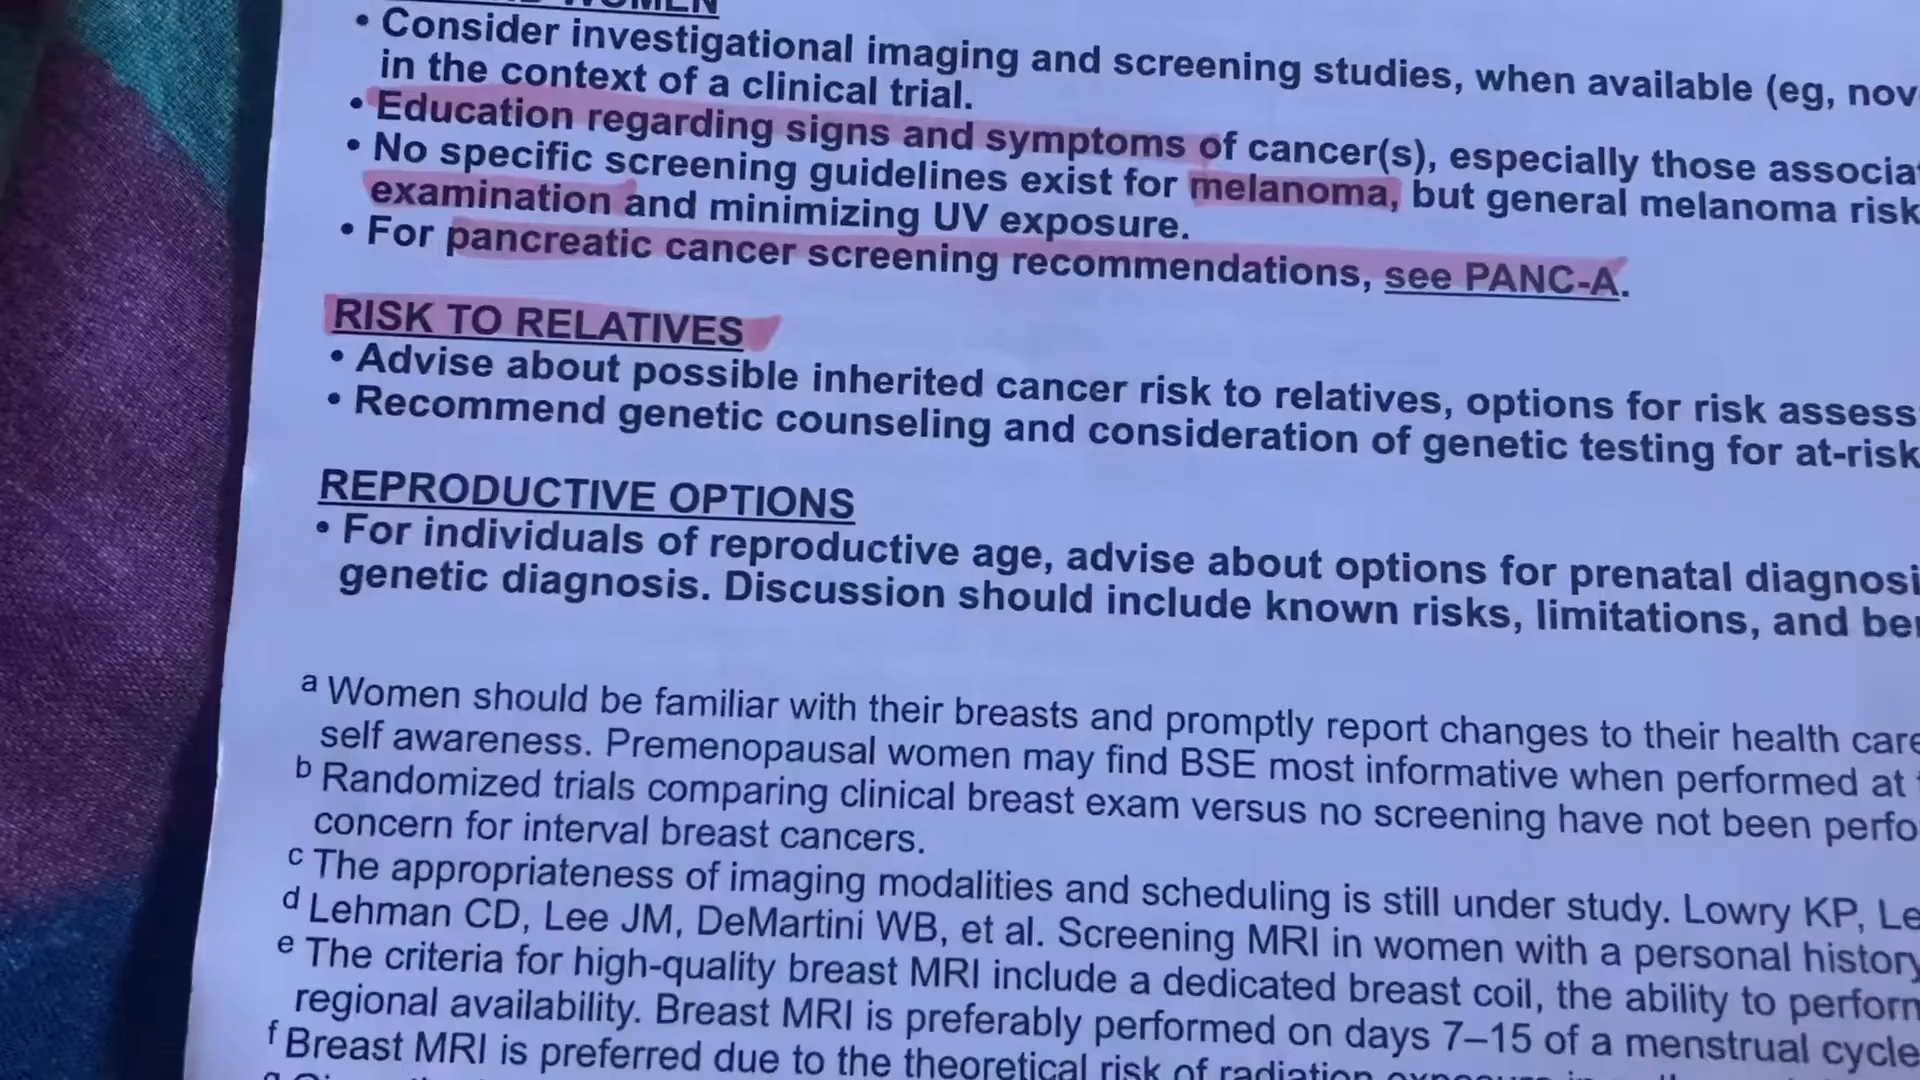 WOMEN
• Consider investigational imaging and screening studies, when available (eg,
in the context of a clinical trial.
• Education regarding signs and symptoms of cancer(s), especially those
• No specific screening guidelines exist for melanoma, but general melanoma risk
examination and minimizing UV exposure.
• For pancreatic cancer screening recommendations, see PANC-A.
RISK TO RELATIVES
• Advise about possible inherited cancer risk to relatives, options for risk
• Recommend genetic counseling and consideration of genetic testing for at-risk
REPRODUCTIVE OPTIONS
• For individuals of reproductive age, advise about options for prenatal
genetic diagnosis. Discussion should include known risks, limitations, and
a Women should be familiar with their breasts and promptly report changes to their health care
self awareness. Premenopausal women may find BSE most informative when performed at
b Randomized trials comparing clinical breast exam versus no screening have not been
concern for interval breast cancers.
c The appropriateness of imaging modalities and scheduling is still under study. Lowry KP,
d Lehman CD, Lee JM, DeMartini WB, et al. Screening MRI in women with a personal history
e The criteria for high-quality breast MRI include a dedicated breast coil, the ability to perform
regional availability. Breast MRI is preferably performed on days 7–15 of a menstrual cycle
f Breast MRI is preferred due to the theoretical risk of radiation